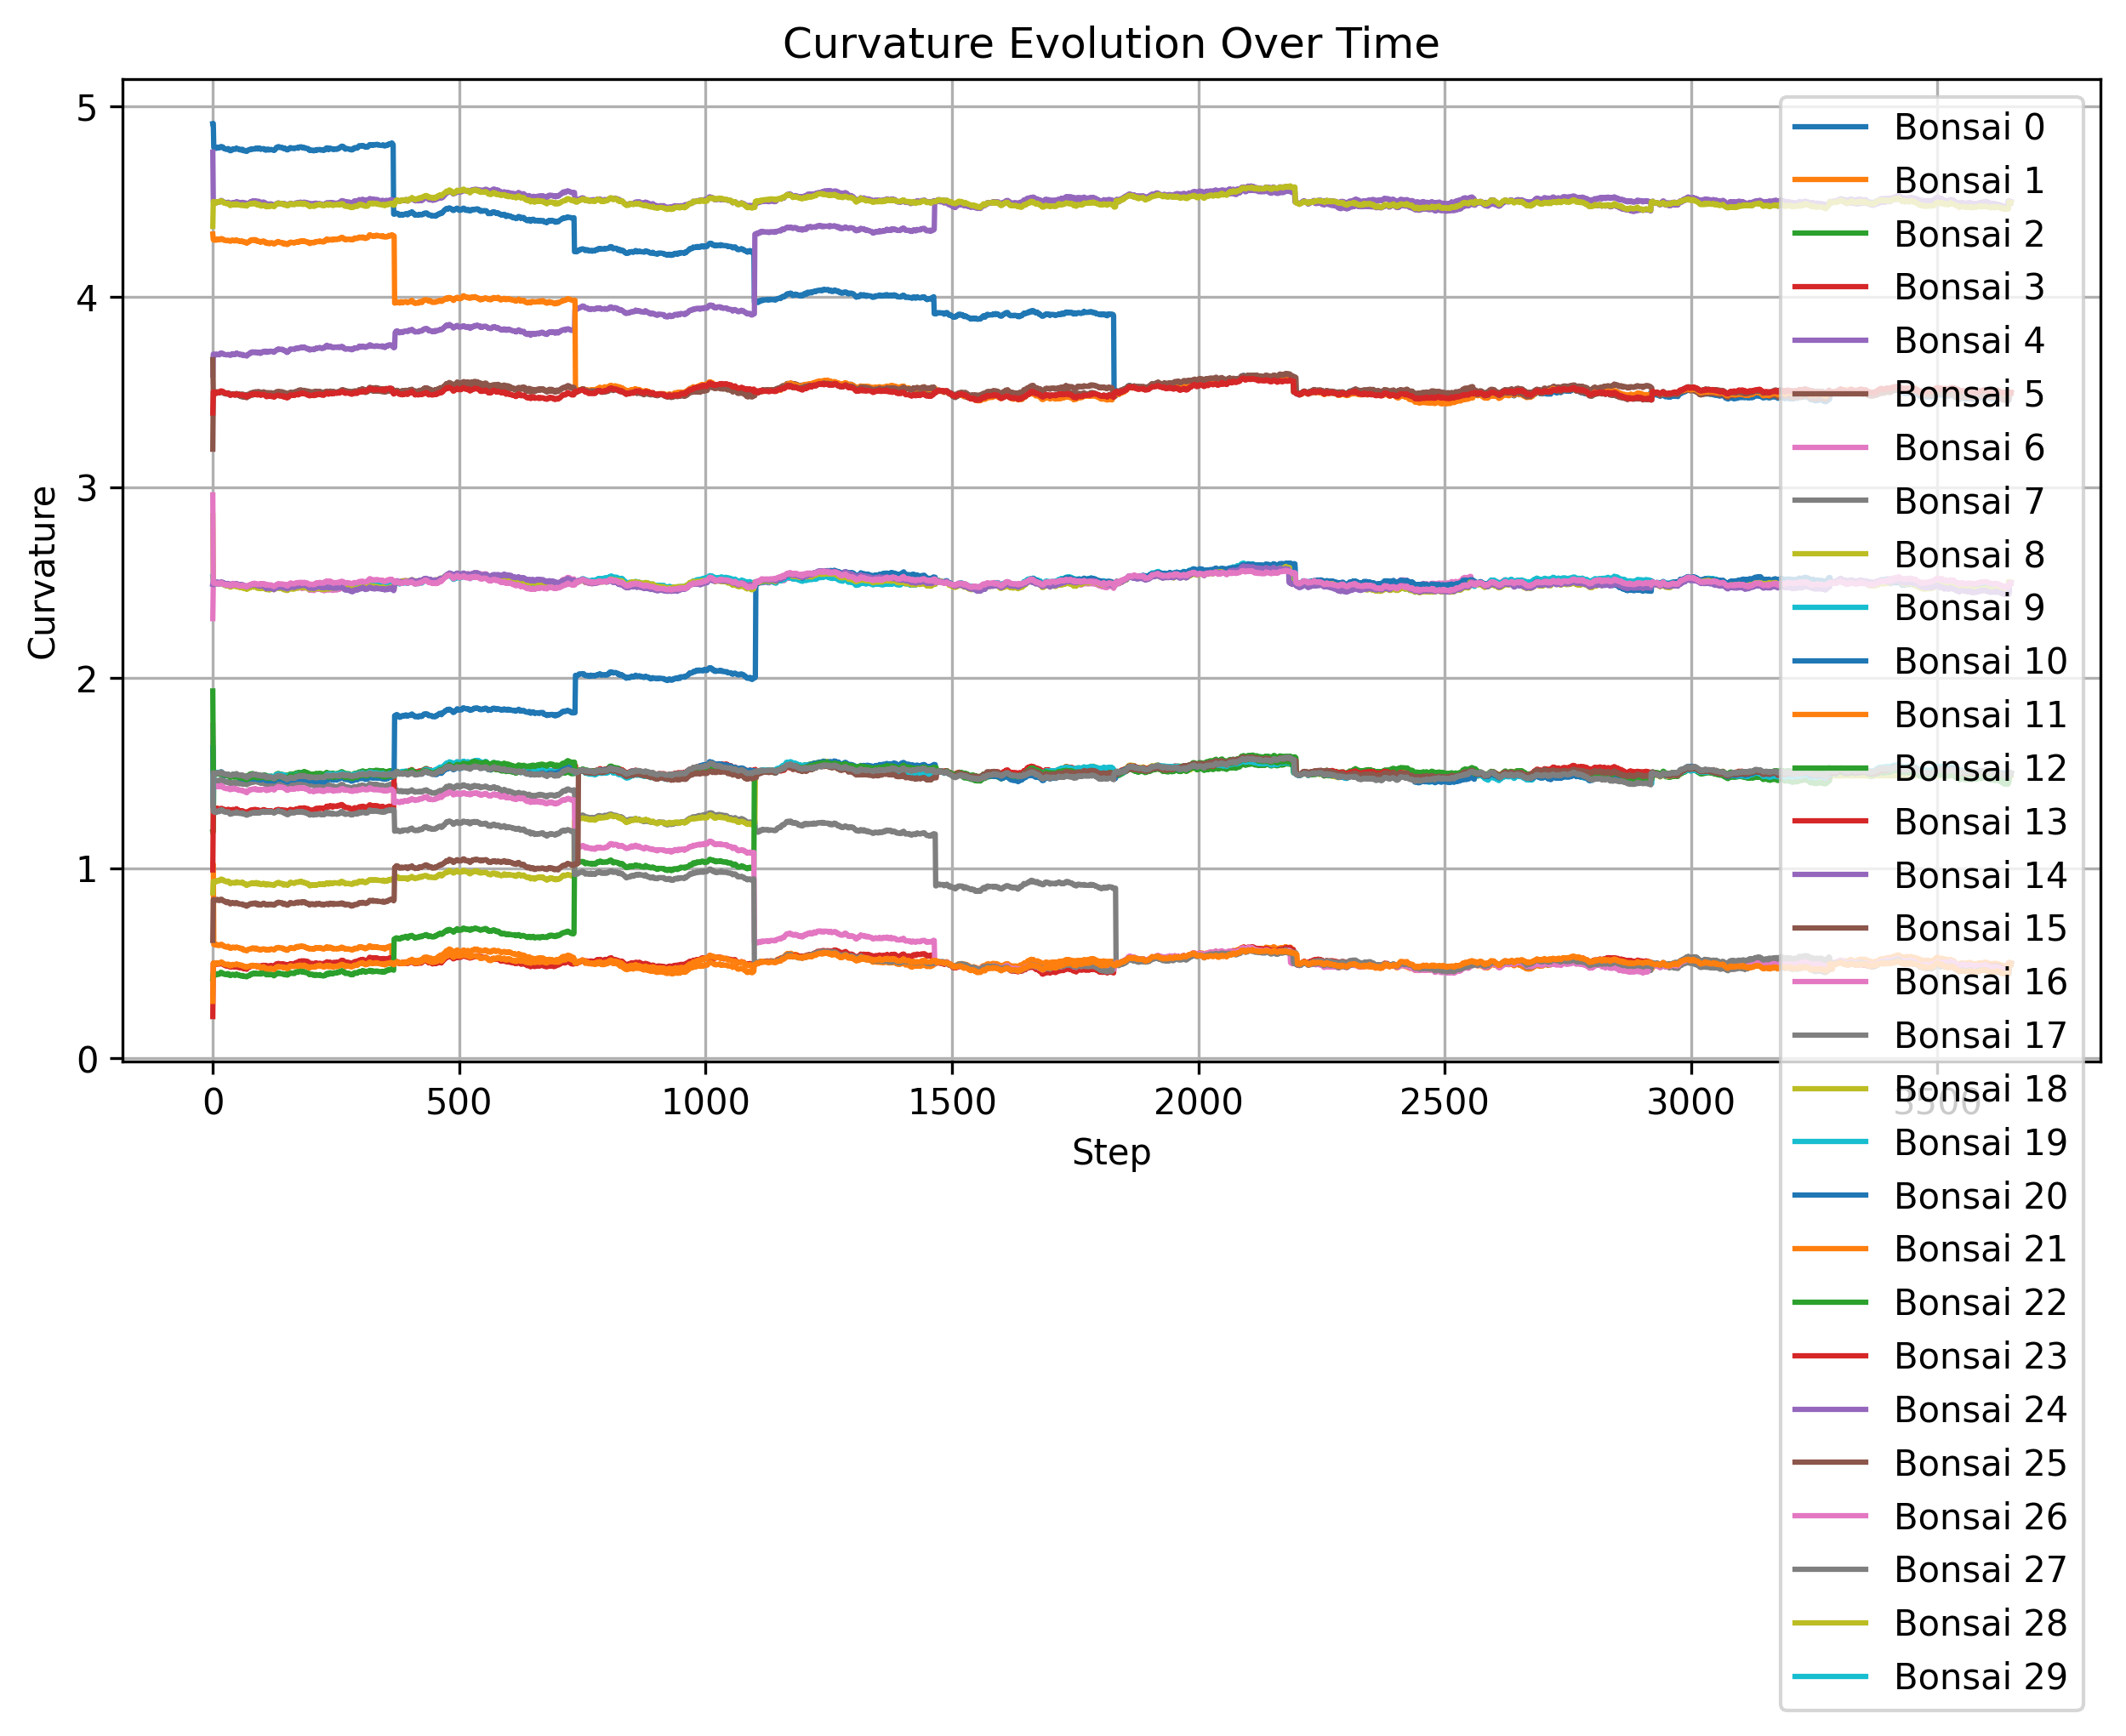 Curvature Evolution Over Time
Curvature
5
4
3
2
1
0
0
500
1000
1500
2000
2500
3000
3500
Step
Bonsai 0
Bonsai 1
Bonsai 2
Bonsai 3
Bonsai 4
Bonsai 5
Bonsai 6
Bonsai 7
Bonsai 8
Bonsai 9
Bonsai 10
Bonsai 11
Bonsai 12
Bonsai 13
Bonsai 14
Bonsai 15
Bonsai 16
Bonsai 17
Bonsai 18
Bonsai 19
Bonsai 20
Bonsai 21
Bonsai 22
Bonsai 23
Bonsai 24
Bonsai 25
Bonsai 26
Bonsai 27
Bonsai 28
Bonsai 29